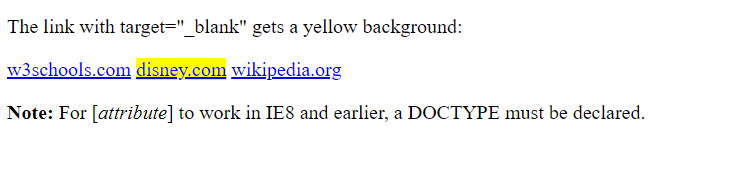 The link with target="_blank" gets a yellow background:
w3schools.com disney.com wikipedia.org
Note: For [attribute] to work in IE8 and earlier, a DOCTYPE must be declared.